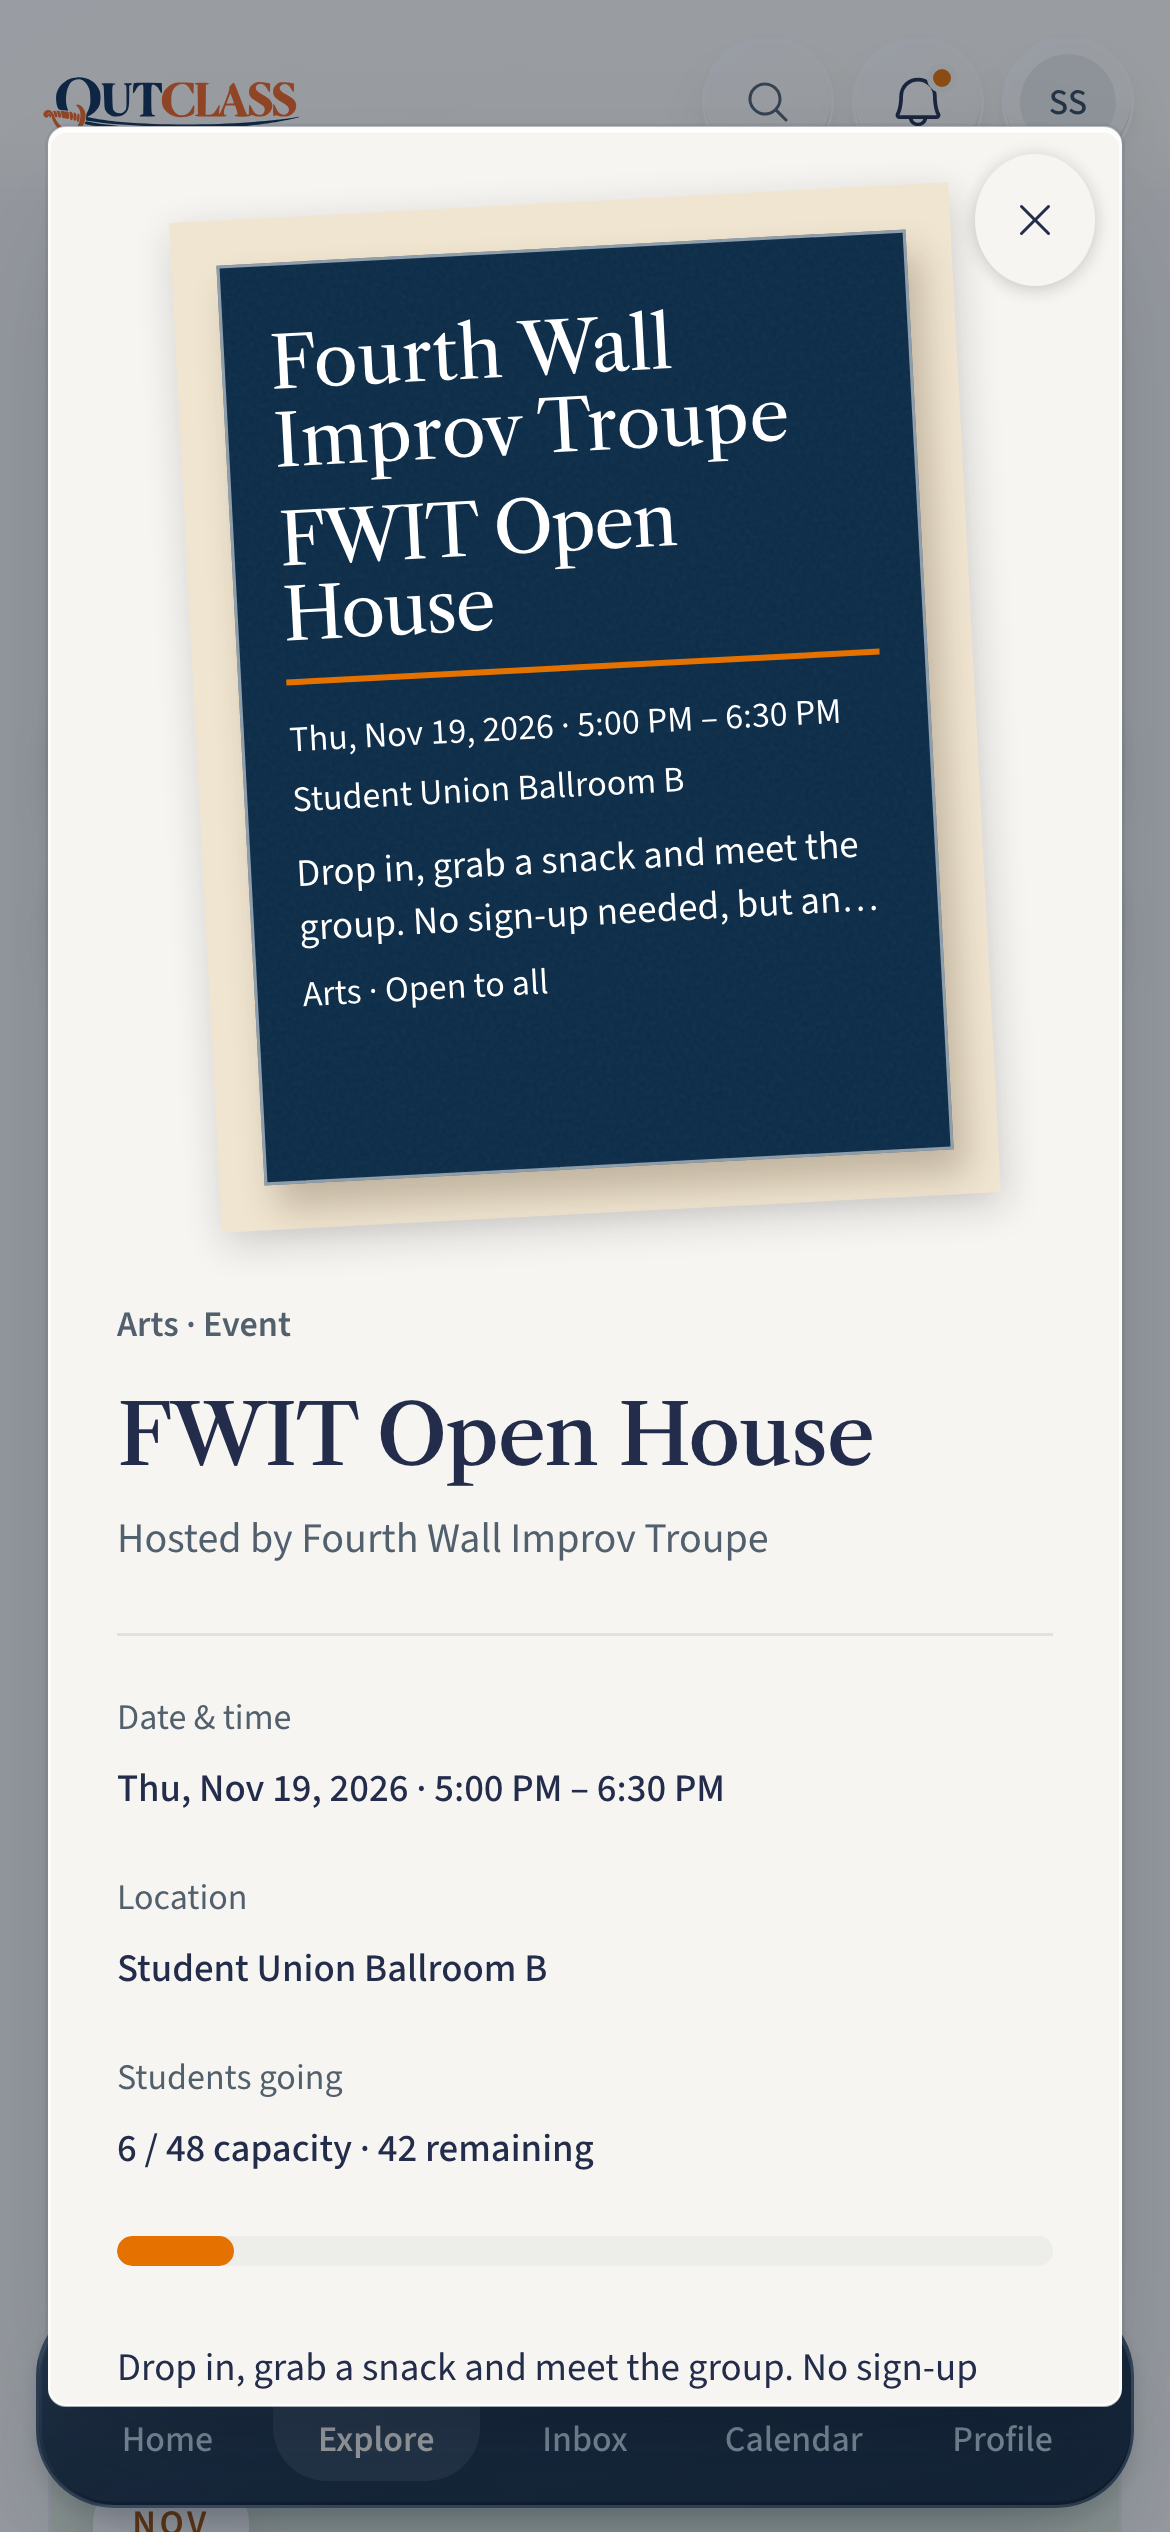 OUTCLASS
SS
Fourth Wall
Improv Troupe
FWIT Open
House
Thu, Nov 19, 2026 · 5:00 PM – 6:30 PM
Student Union Ballroom B
Drop in, grab a snack and meet the
group. No sign-up needed, but an…
Arts · Open to all
Arts · Event
FWIT Open House
Hosted by Fourth Wall Improv Troupe
Date & time
Thu, Nov 19, 2026 · 5:00 PM – 6:30 PM
Location
Student Union Ballroom B
Students going
6 / 48 capacity · 42 remaining
Drop in, grab a snack and meet the group. No sign-up
Home Explore Inbox Calendar Profile
NOV